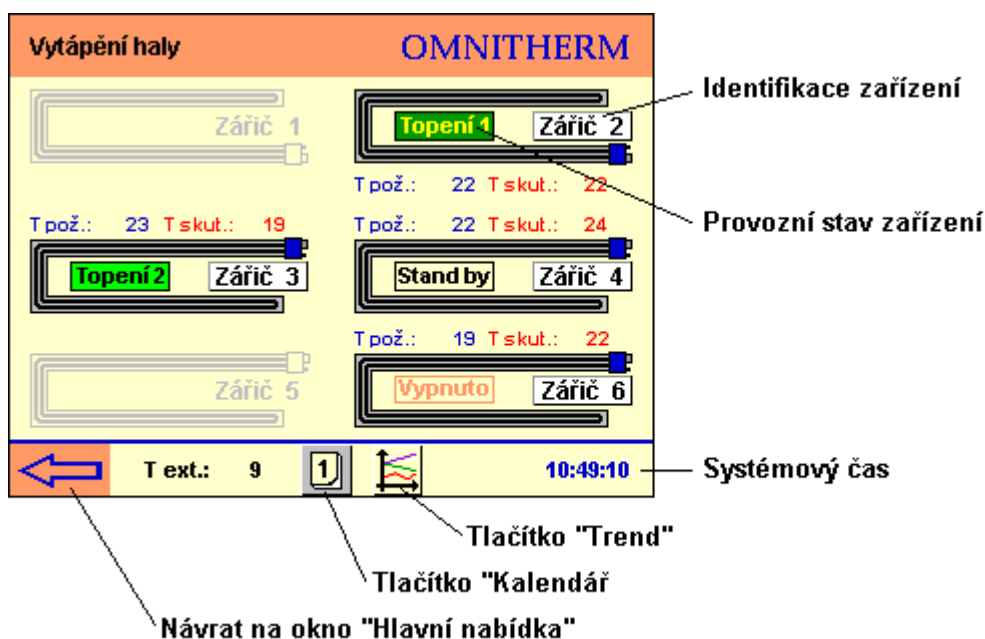 Vytápění haly OMNITHERM
Identifikace zařízení
Zářič 1 Topení 1 Zářič 2
T pož.: 22 T skut.: 22
T pož.: 23 T skut.: 19 T pož.: 22 T skut.: 24
Provozní stav zařízení
Topení 2 Zářič 3 Stand by Zářič 4
T pož.: 19 T skut.: 22
Zářič 5 Vypnuto Zářič 6
T ext.: 9 1 10:49:10 Systémový čas
Tlačítko "Trend"
Tlačítko "Kalendář
Návrat na okno "Hlavní nabídka"